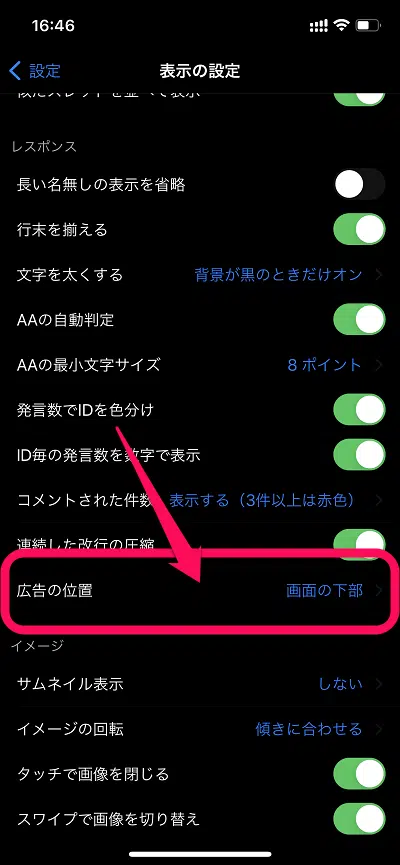 16:46
設定
表示の設定
レスポンス
長い名無しの表示を省略
行末を揃える
文字を太くする 背景が黒のときだけオン
AAの自動判定
AAの最小文字サイズ 8 ポイント
発言数でIDを色分け
ID毎の発言数を数字で表示
コメントされた件数 表示する（3件以上は赤色）
連続した改行の圧縮
広告の位置 画面の下部
イメージ
サムネイル表示 しない
イメージの回転 傾きに合わせる
タッチで画像を閉じる
スワイプで画像を切り替え